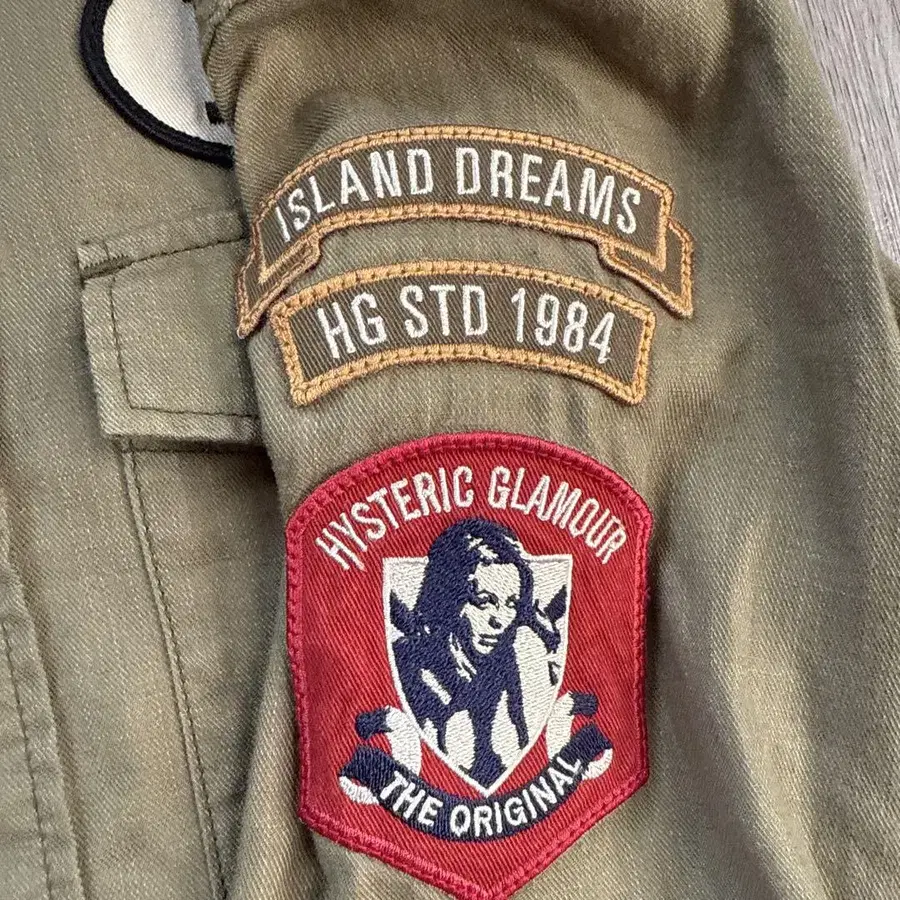 ISLAND DREAMS
HG STD 1984
HYSTERIC GLAMOUR
THE ORIGINAL